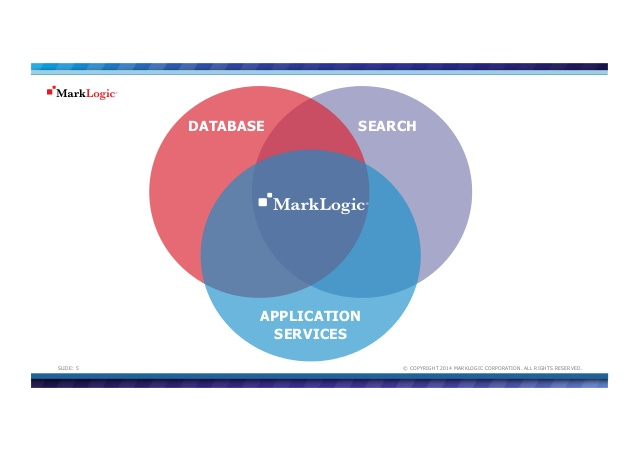 MarkLogic
DATABASE
SEARCH
MarkLogic
APPLICATION
SERVICES
SLIDE: 5
© COPYRIGHT 2014 MARKLOGIC CORPORATION. ALL RIGHTS RESERVED.